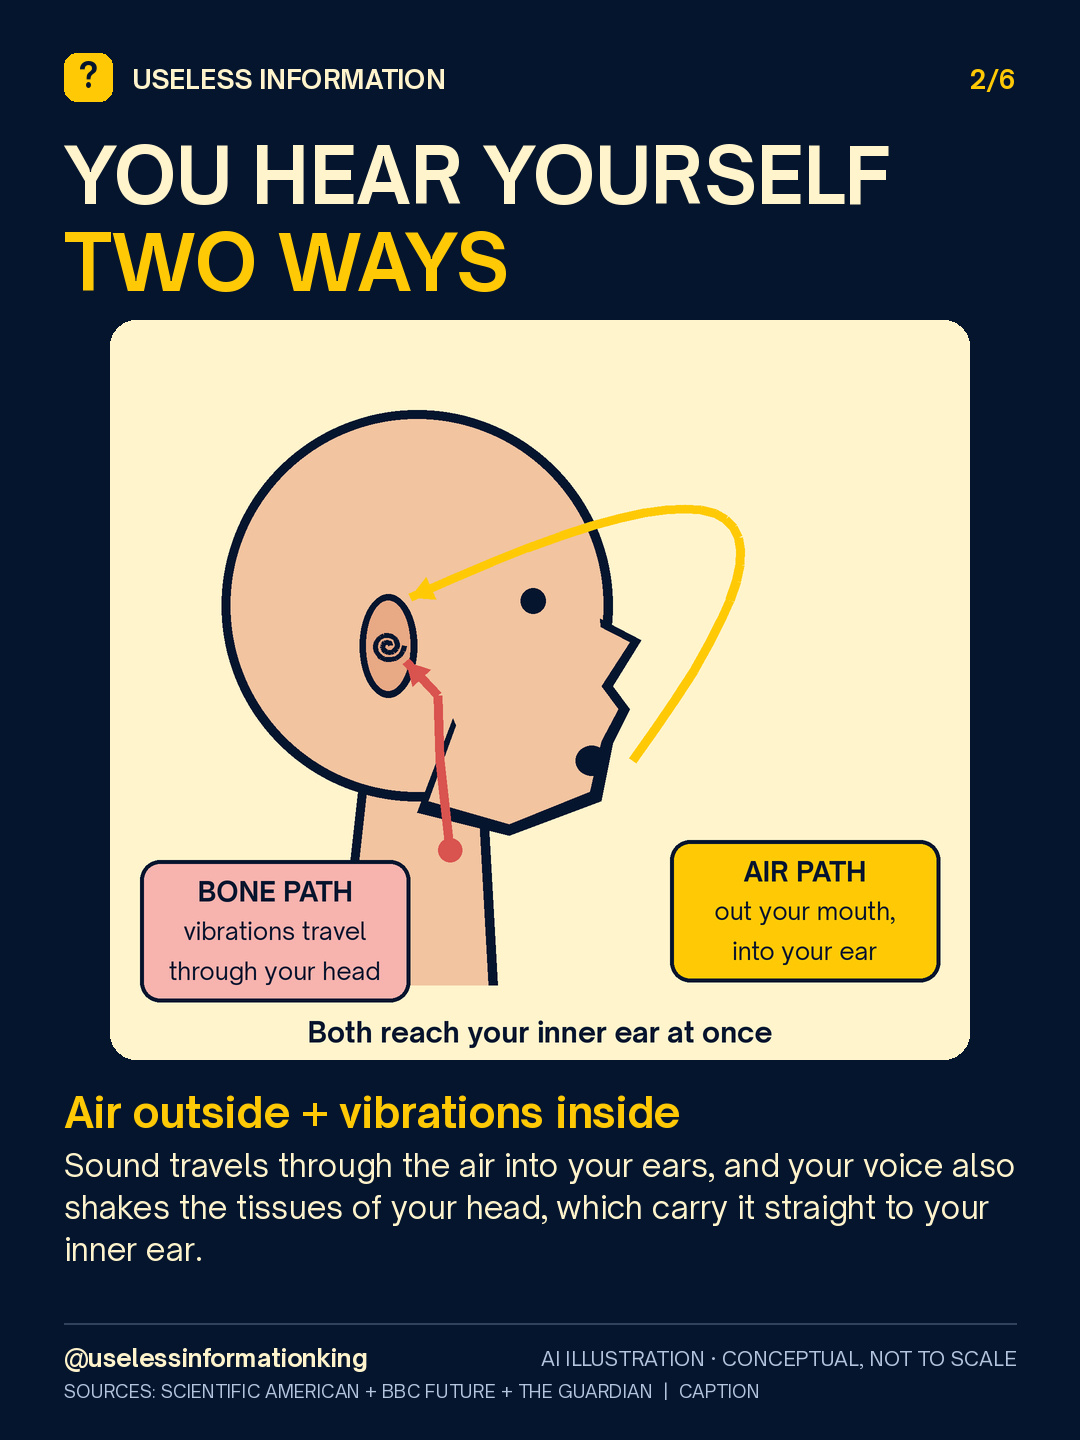 ?
USELESS INFORMATION
2/6
YOU HEAR YOURSELF
TWO WAYS
BONE PATH
vibrations travel
through your head
AIR PATH
out your mouth,
into your ear
Both reach your inner ear at once
Air outside + vibrations inside
Sound travels through the air into your ears, and your voice also
shakes the tissues of your head, which carry it straight to your
inner ear.
@uselessinformationking
AI ILLUSTRATION · CONCEPTUAL, NOT TO SCALE
SOURCES: SCIENTIFIC AMERICAN + BBC FUTURE + THE GUARDIAN | CAPTION